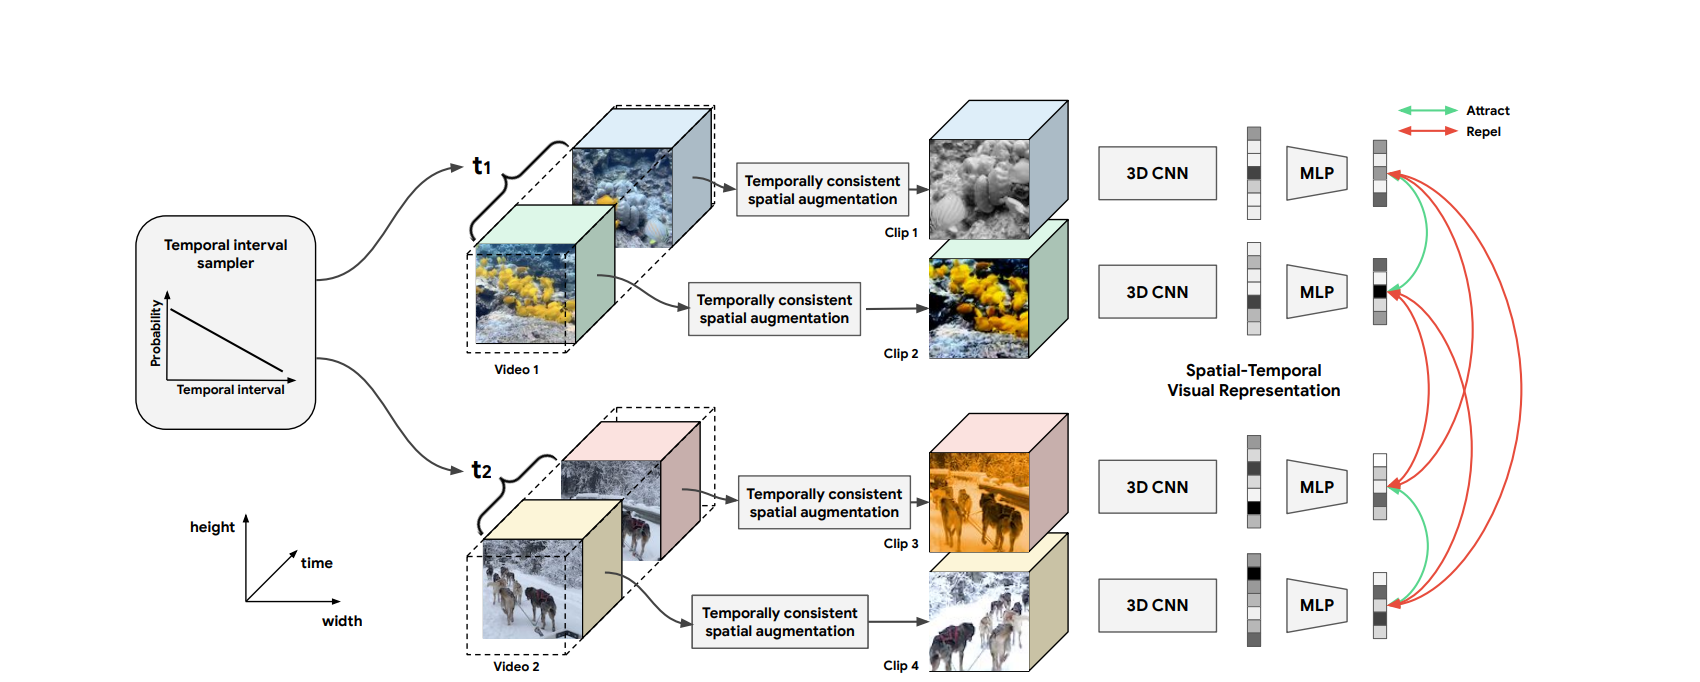 Attract
Repel
t1
Temporally consistent
spatial augmentation
Clip 1
3D CNN
MLP
Temporal interval
sampler
Probability
Temporal interval
Temporally consistent
spatial augmentation
Clip 2
3D CNN
MLP
Video 1
Spatial-Temporal
Visual Representation
t2
Temporally consistent
spatial augmentation
Clip 3
3D CNN
MLP
height
time
width
Temporally consistent
spatial augmentation
Clip 4
3D CNN
MLP
Video 2